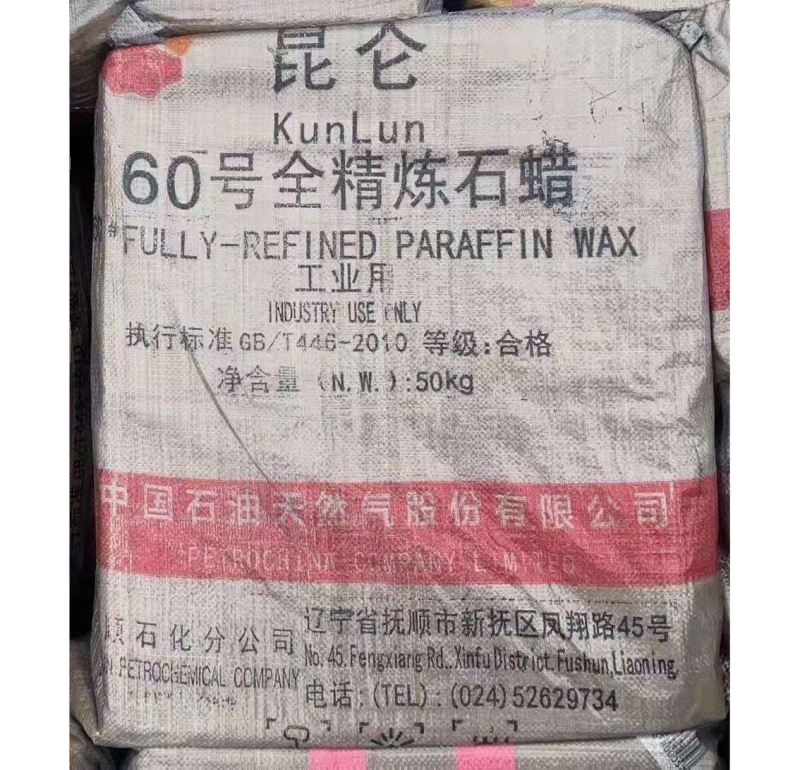 昆仑
KunLun
60号全精炼石蜡
# FULLY-REFINED PARAFFIN WAX
工业用
INDUSTRY USE ONLY
执行标准 GB/T446-2010 等级:合格
净含量 (N.W.):50kg
中国石油天然气股份有限公司
PETROCHINA COMPANY LIMITED
石化分公司
PETROCHEMICAL COMPANY
辽宁省抚顺市新抚区凤翔路45号
No.45,Fengxiang Rd.,Xinfu District.Fushun,Liaoning,
电话:(TEL):(024)52629734